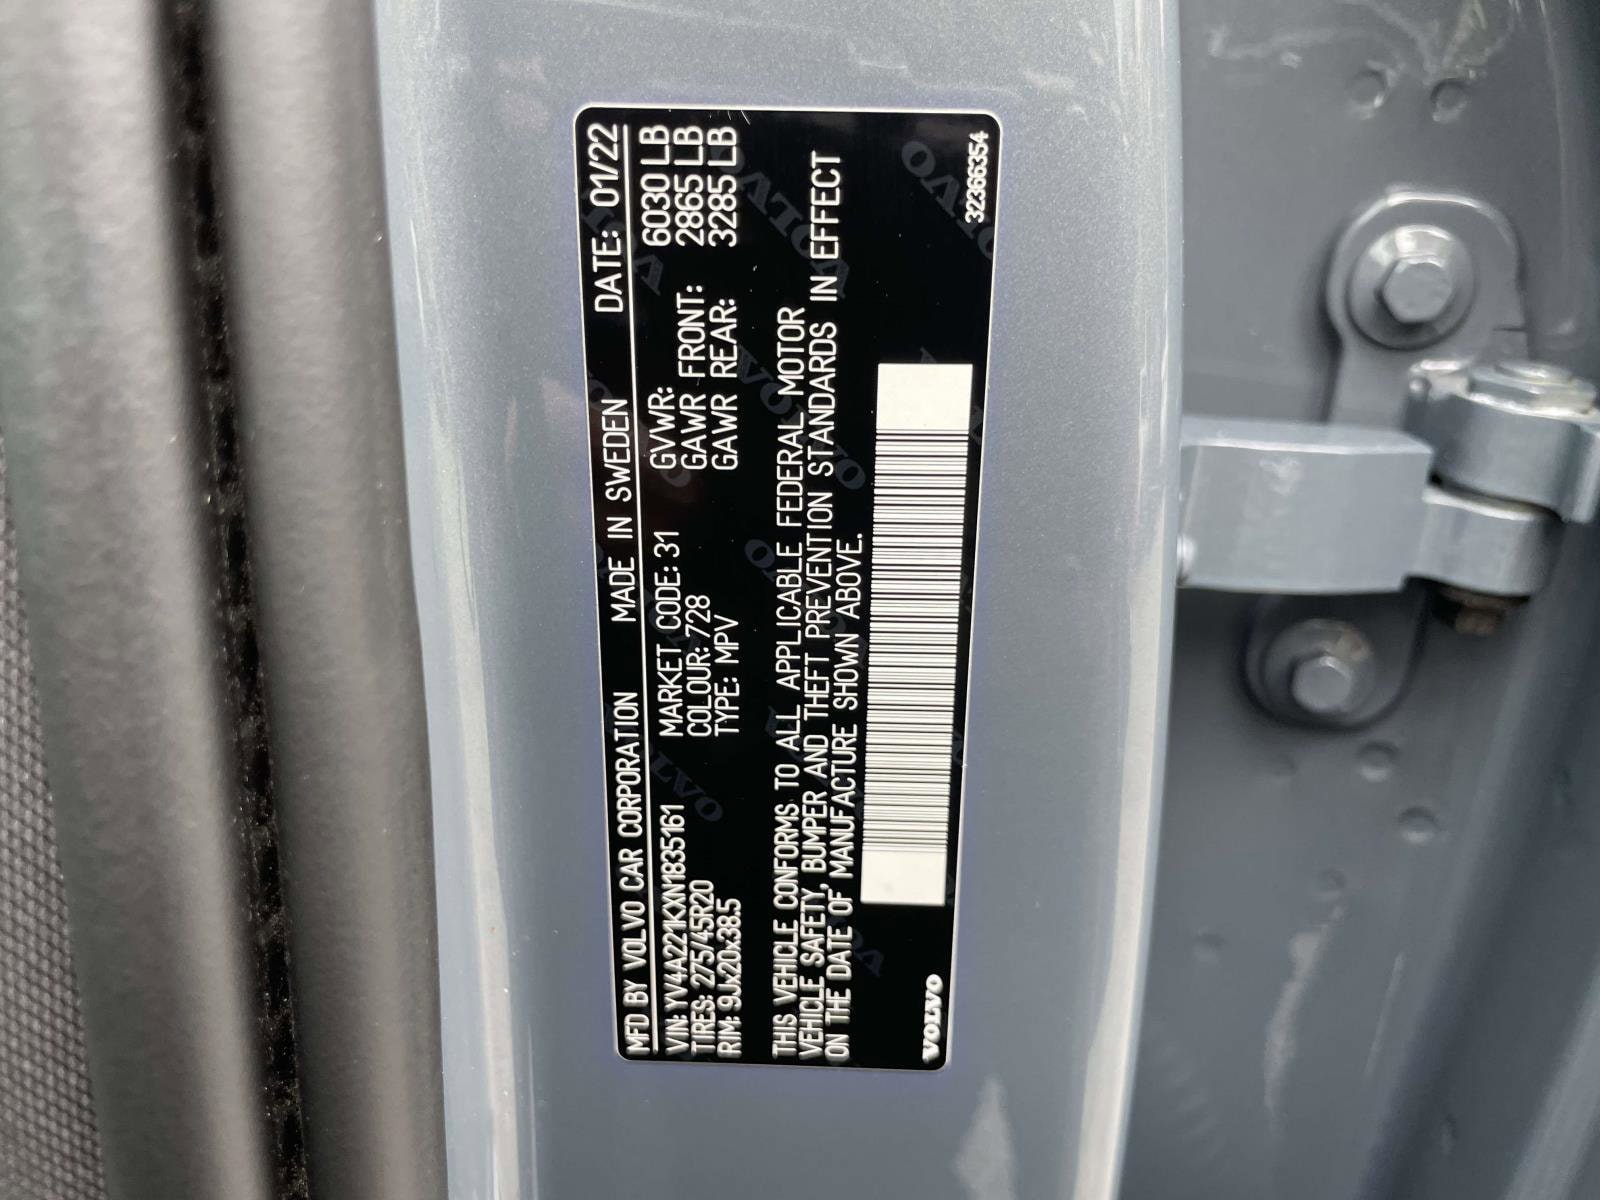 MFD BY VOLVO CAR CORPORATION MADE IN SWEDEN DATE: 01/22
VIN: YV4A221KXN1835161 MARKET CODE: 31 GVWR: 6030 LB
TIRES: 275/45R20 COLOUR: 728 GAWR FRONT: 2865 LB
RIM: 9Jx20x38.5 TYPE: MPV GAWR REAR: 3285 LB
THIS VEHICLE CONFORMS TO ALL APPLICABLE FEDERAL MOTOR
VEHICLE SAFETY, BUMPER AND THEFT PREVENTION STANDARDS IN EFFECT
ON THE DATE OF MANUFACTURE SHOWN ABOVE.
VOLVO
32366354